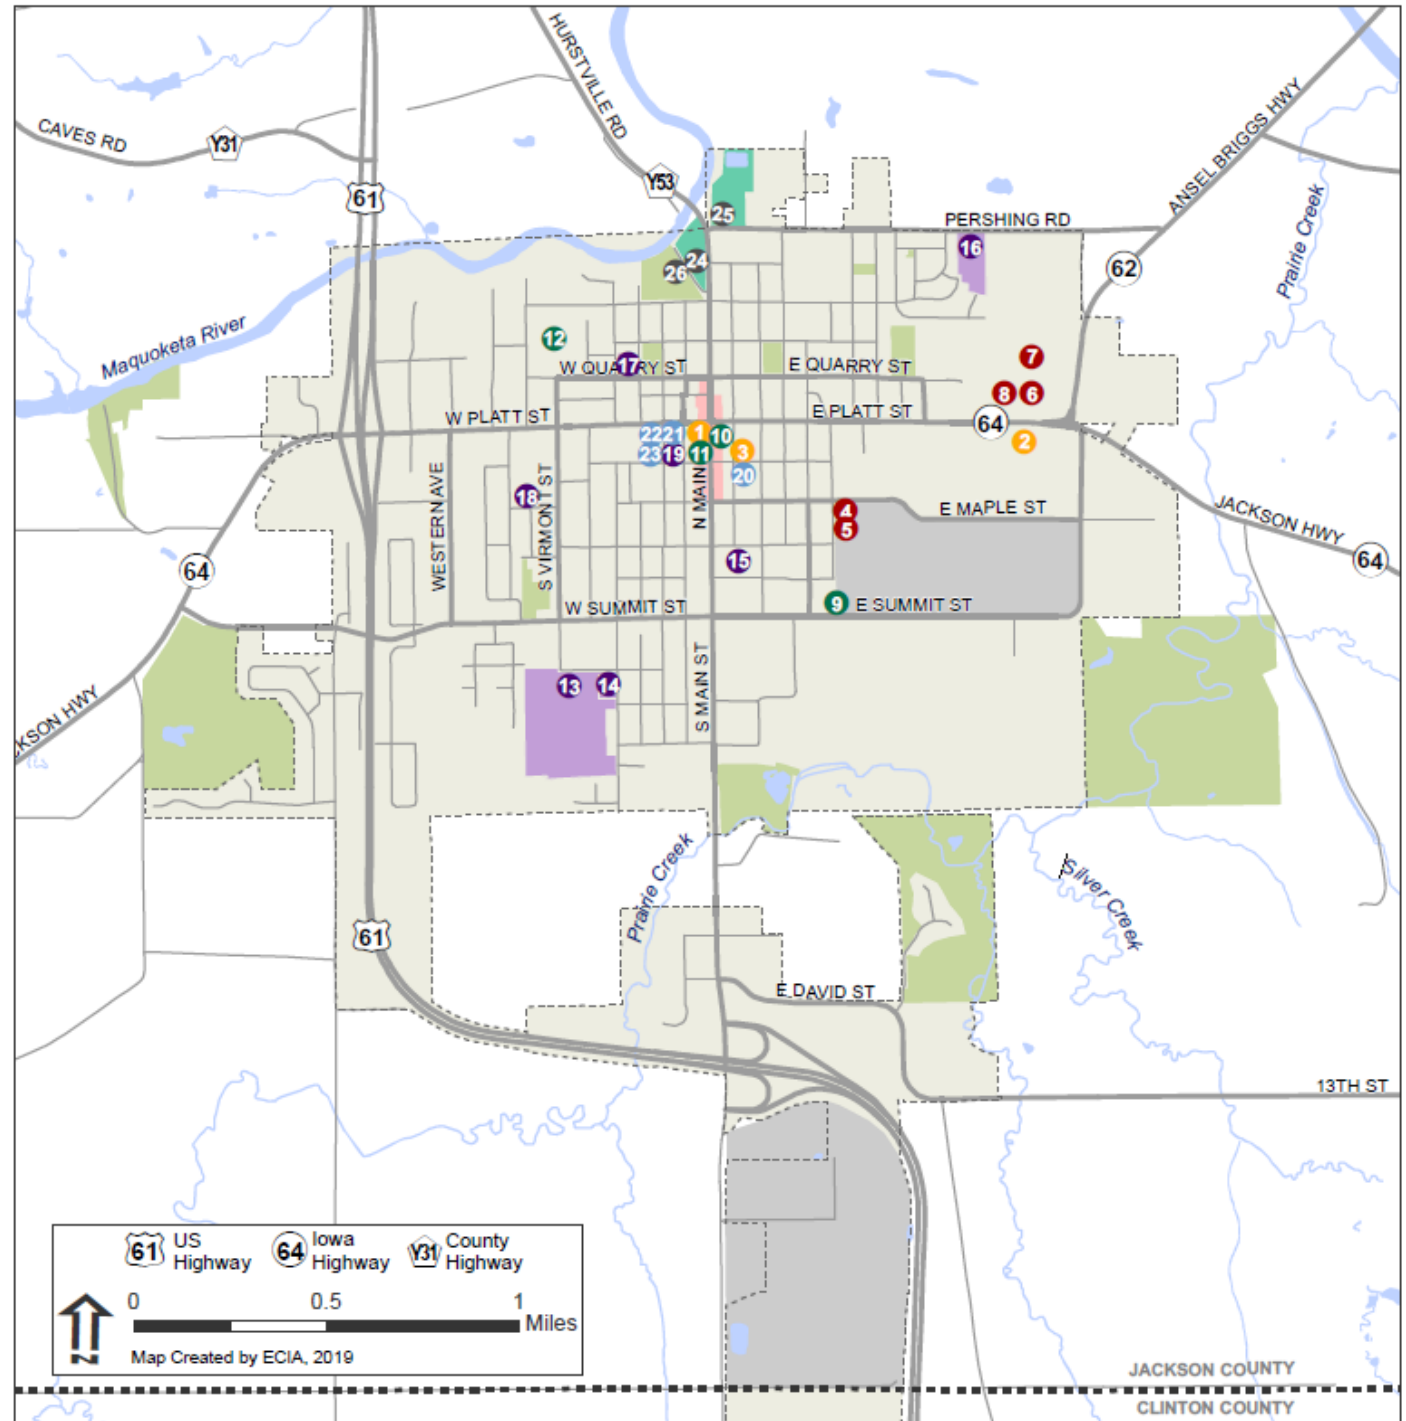 HURSTVILLE RD
CAVES RD
Y31
61
Y53
ANSEL BRIGGS HWY
Prairie Creek
25
PERSHING RD
16
24
26
62
Maquoketa River
12
17
W QUARRY ST
E QUARRY ST
7
8
6
W PLATT ST
E PLATT ST
64
22
21
1
10
2
23
19
11
3
20
WESTERN AVE
S VIRMONT ST
18
N MAIN
4
5
E MAPLE ST
JACKSON HWY
64
64
15
9
W SUMMIT ST
E SUMMIT ST
13
14
S MAIN ST
CKSON HWY
Prairie Creek
Silver Creek
61
E DAVID ST
13TH ST
61
US
Highway
64
Iowa
Highway
Y31
County
Highway
0
0.5
1
Miles
N
Map Created by ECIA, 2019
JACKSON COUNTY
CLINTON COUNTY